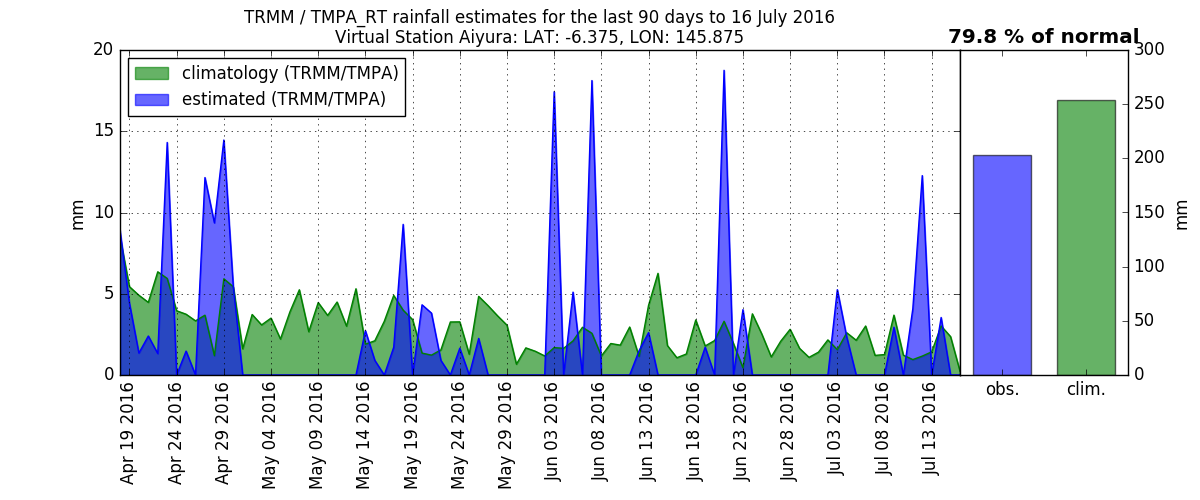 TRMM / TMPA_RT rainfall estimates for the last 90 days to 16 July 2016
Virtual Station Aiyura: LAT: -6.375, LON: 145.875
79.8 % of normal
climatology (TRMM/TMPA)
estimated (TRMM/TMPA)
20
15
10
5
0
mm
300
250
200
150
100
50
0
mm
Apr 19 2016
Apr 24 2016
Apr 29 2016
May 04 2016
May 09 2016
May 14 2016
May 19 2016
May 24 2016
May 29 2016
Jun 03 2016
Jun 08 2016
Jun 13 2016
Jun 18 2016
Jun 23 2016
Jun 28 2016
Jul 03 2016
Jul 08 2016
Jul 13 2016
obs.
clim.